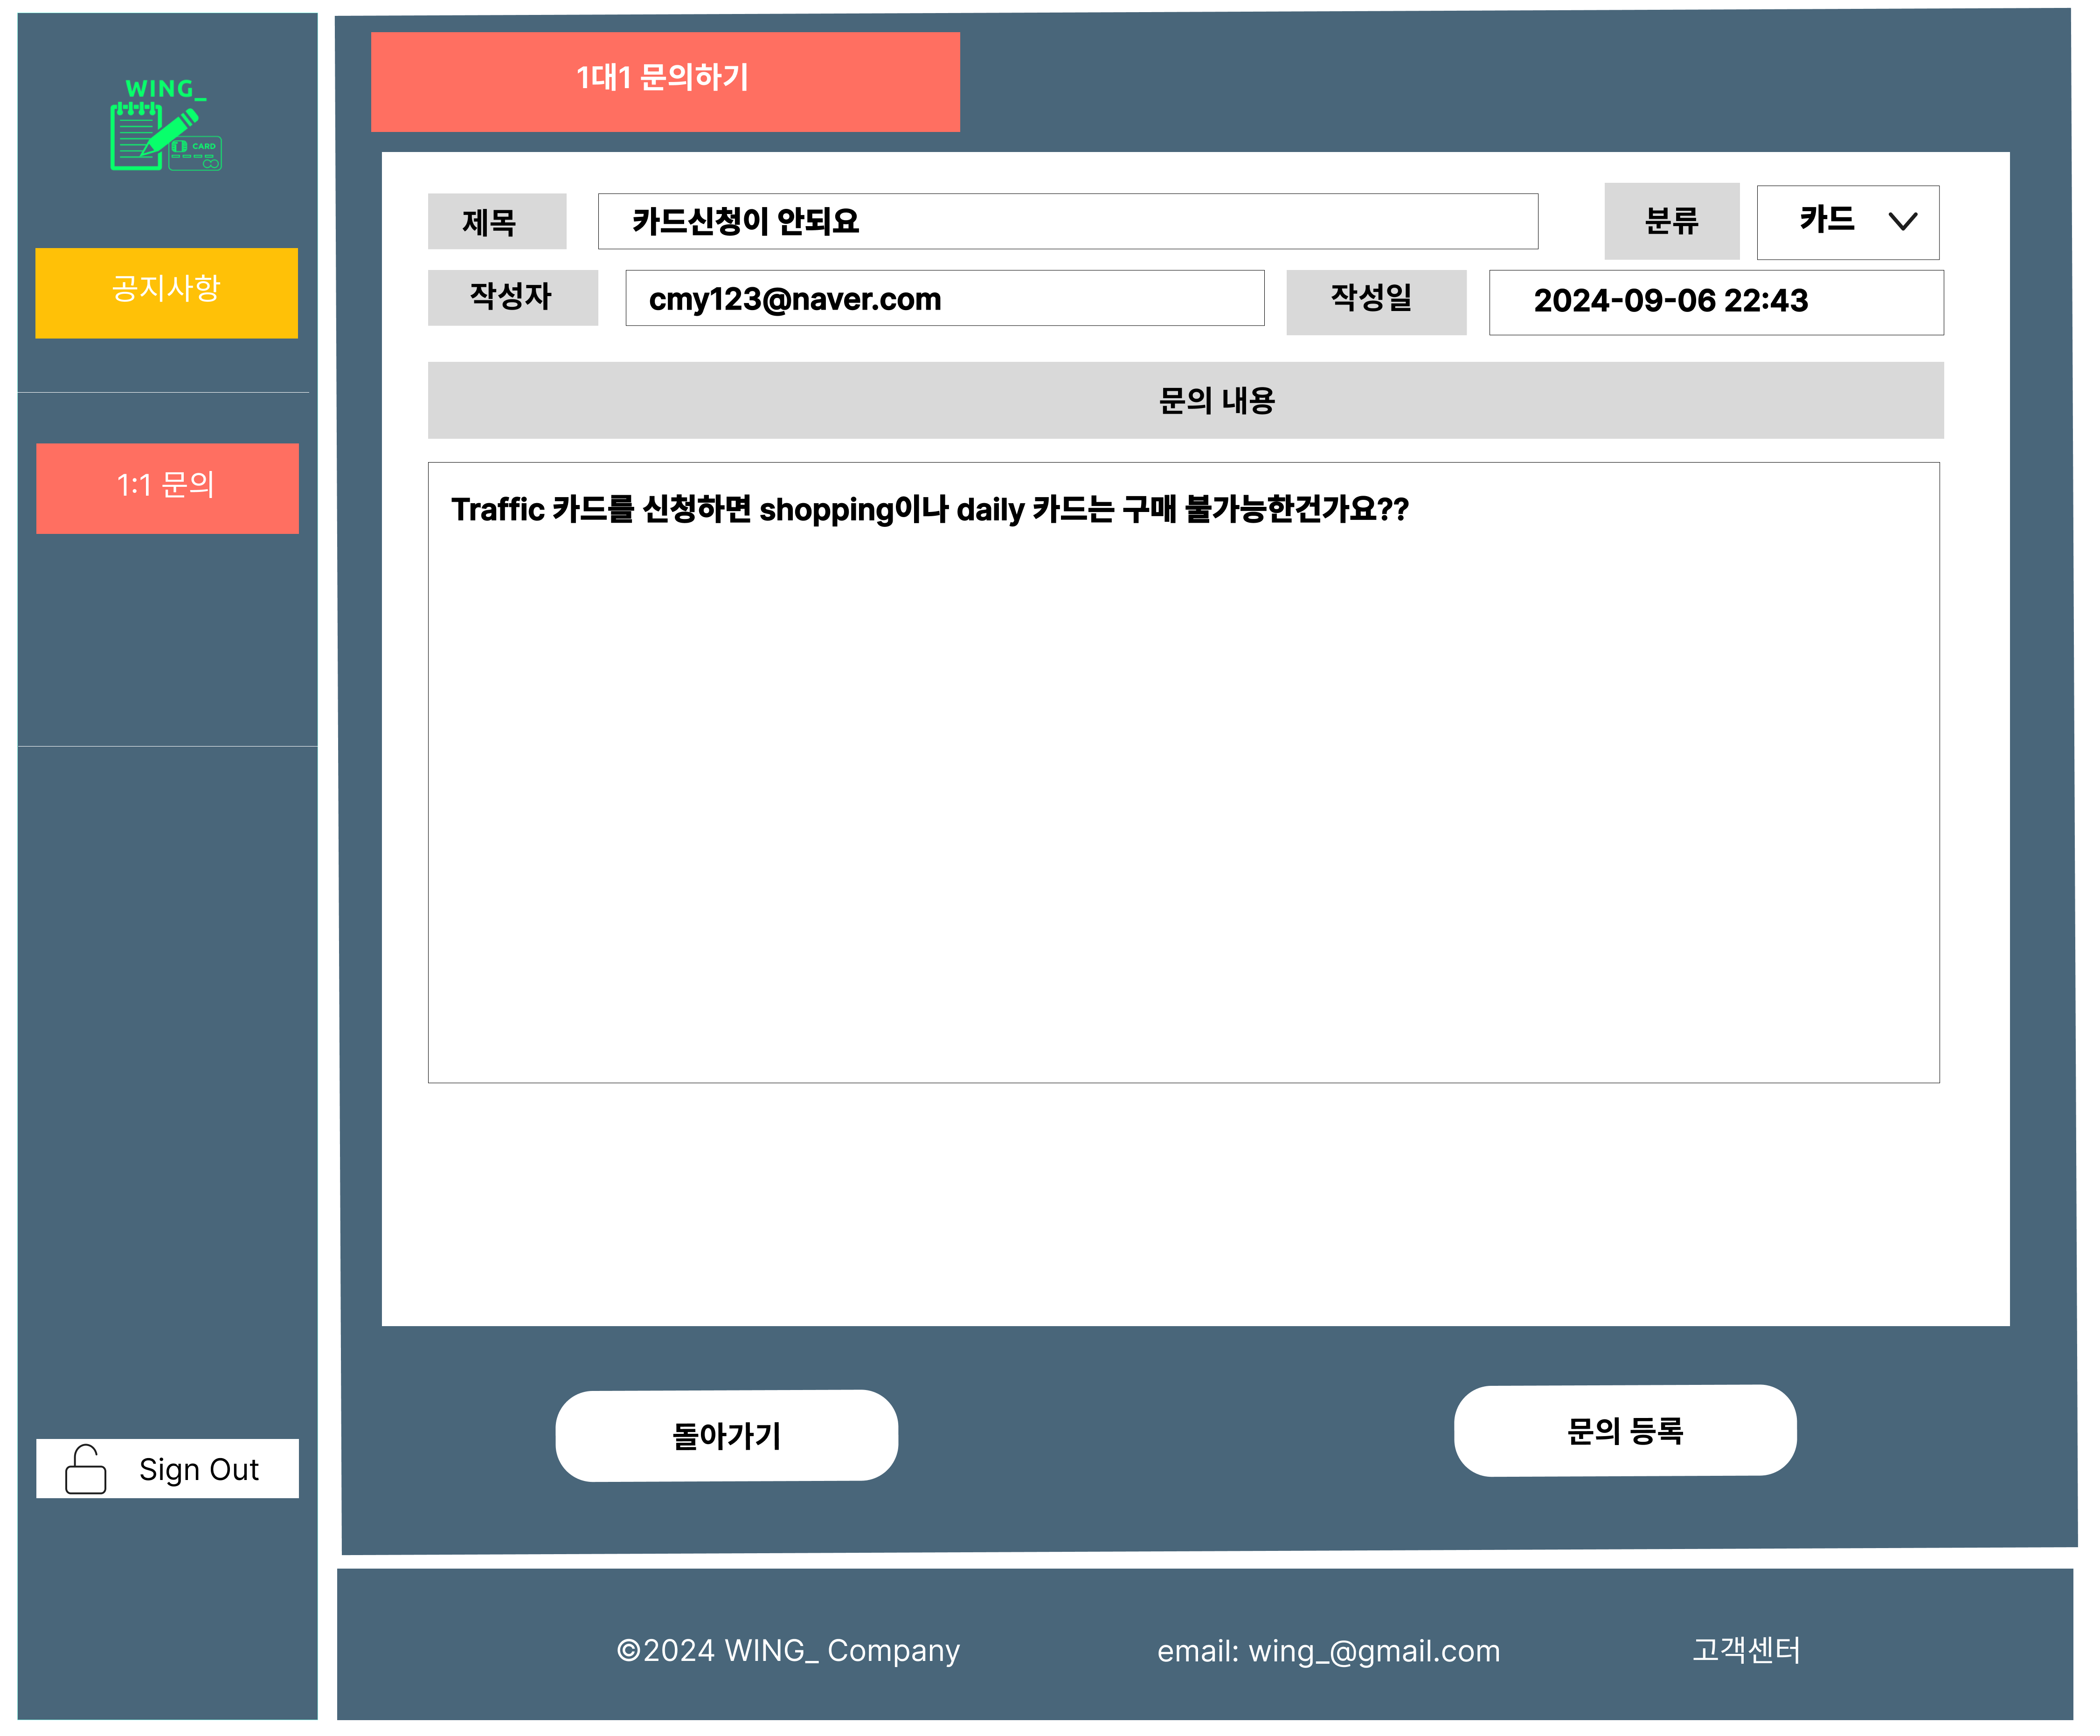 WING_
CARD
공지사항
1:1 문의
Sign Out
1대1 문의하기
제목
카드신청이 안되요
분류
카드
작성자
cmy123@naver.com
작성일
2024-09-06 22:43
문의 내용
Traffic 카드를 신청하면 shopping이나 daily 카드는 구매 불가능한건가요??
돌아가기
문의 등록
©2024 WING_ Company
email: wing_@gmail.com
고객센터